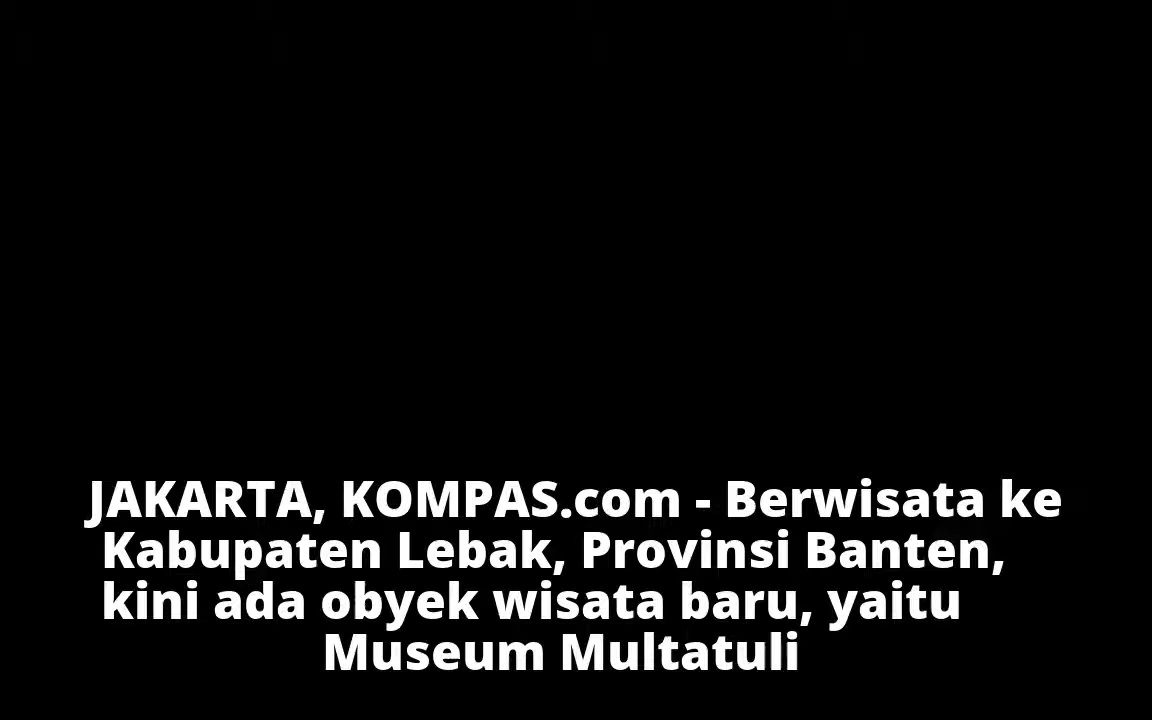 JAKARTA, KOMPAS.com - Berwisata ke
Kabupaten Lebak, Provinsi Banten,
kini ada obyek wisata baru, yaitu
Museum Multatuli